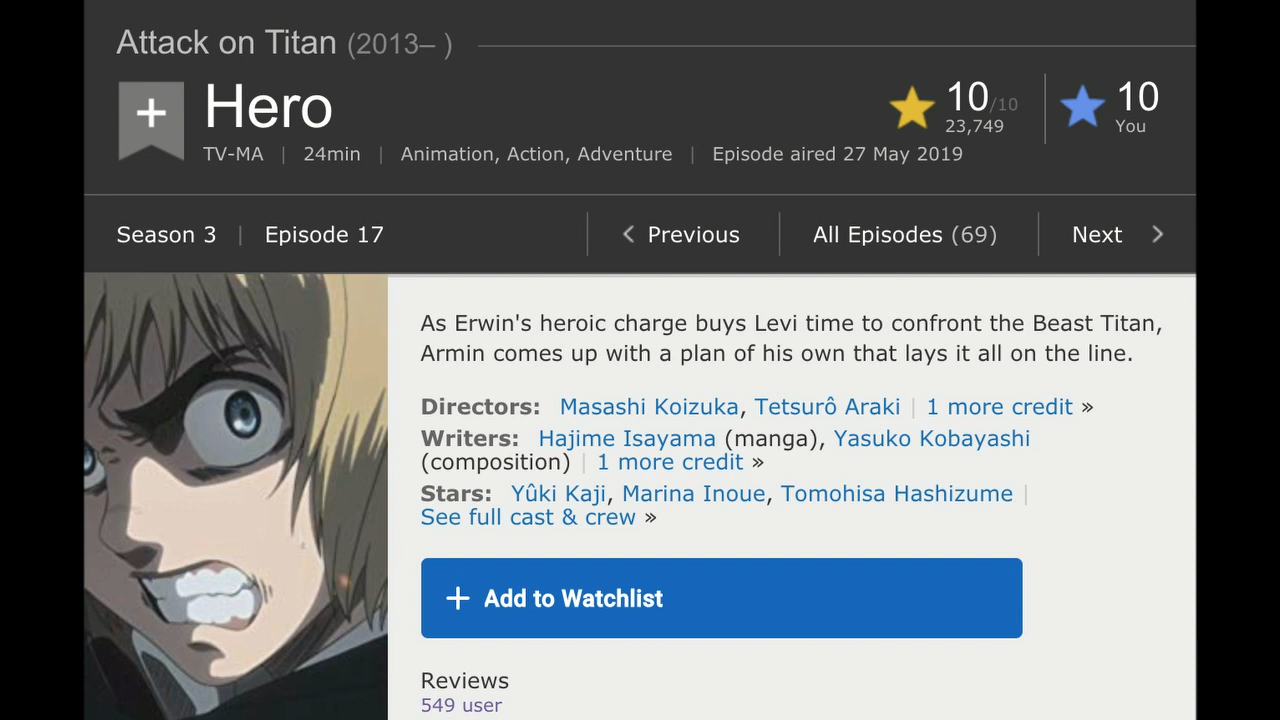 Attack on Titan (2013– )
+ Hero
10/10
23,749
10
You
TV-MA | 24min | Animation, Action, Adventure | Episode aired 27 May 2019
Season 3 | Episode 17
Previous
All Episodes (69)
Next
As Erwin's heroic charge buys Levi time to confront the Beast Titan,
Armin comes up with a plan of his own that lays it all on the line.
Directors: Masashi Koizuka, Tetsurô Araki | 1 more credit »
Writers: Hajime Isayama (manga), Yasuko Kobayashi
(composition) | 1 more credit »
Stars: Yûki Kaji, Marina Inoue, Tomohisa Hashizume |
See full cast & crew »
+ Add to Watchlist
Reviews
549 user